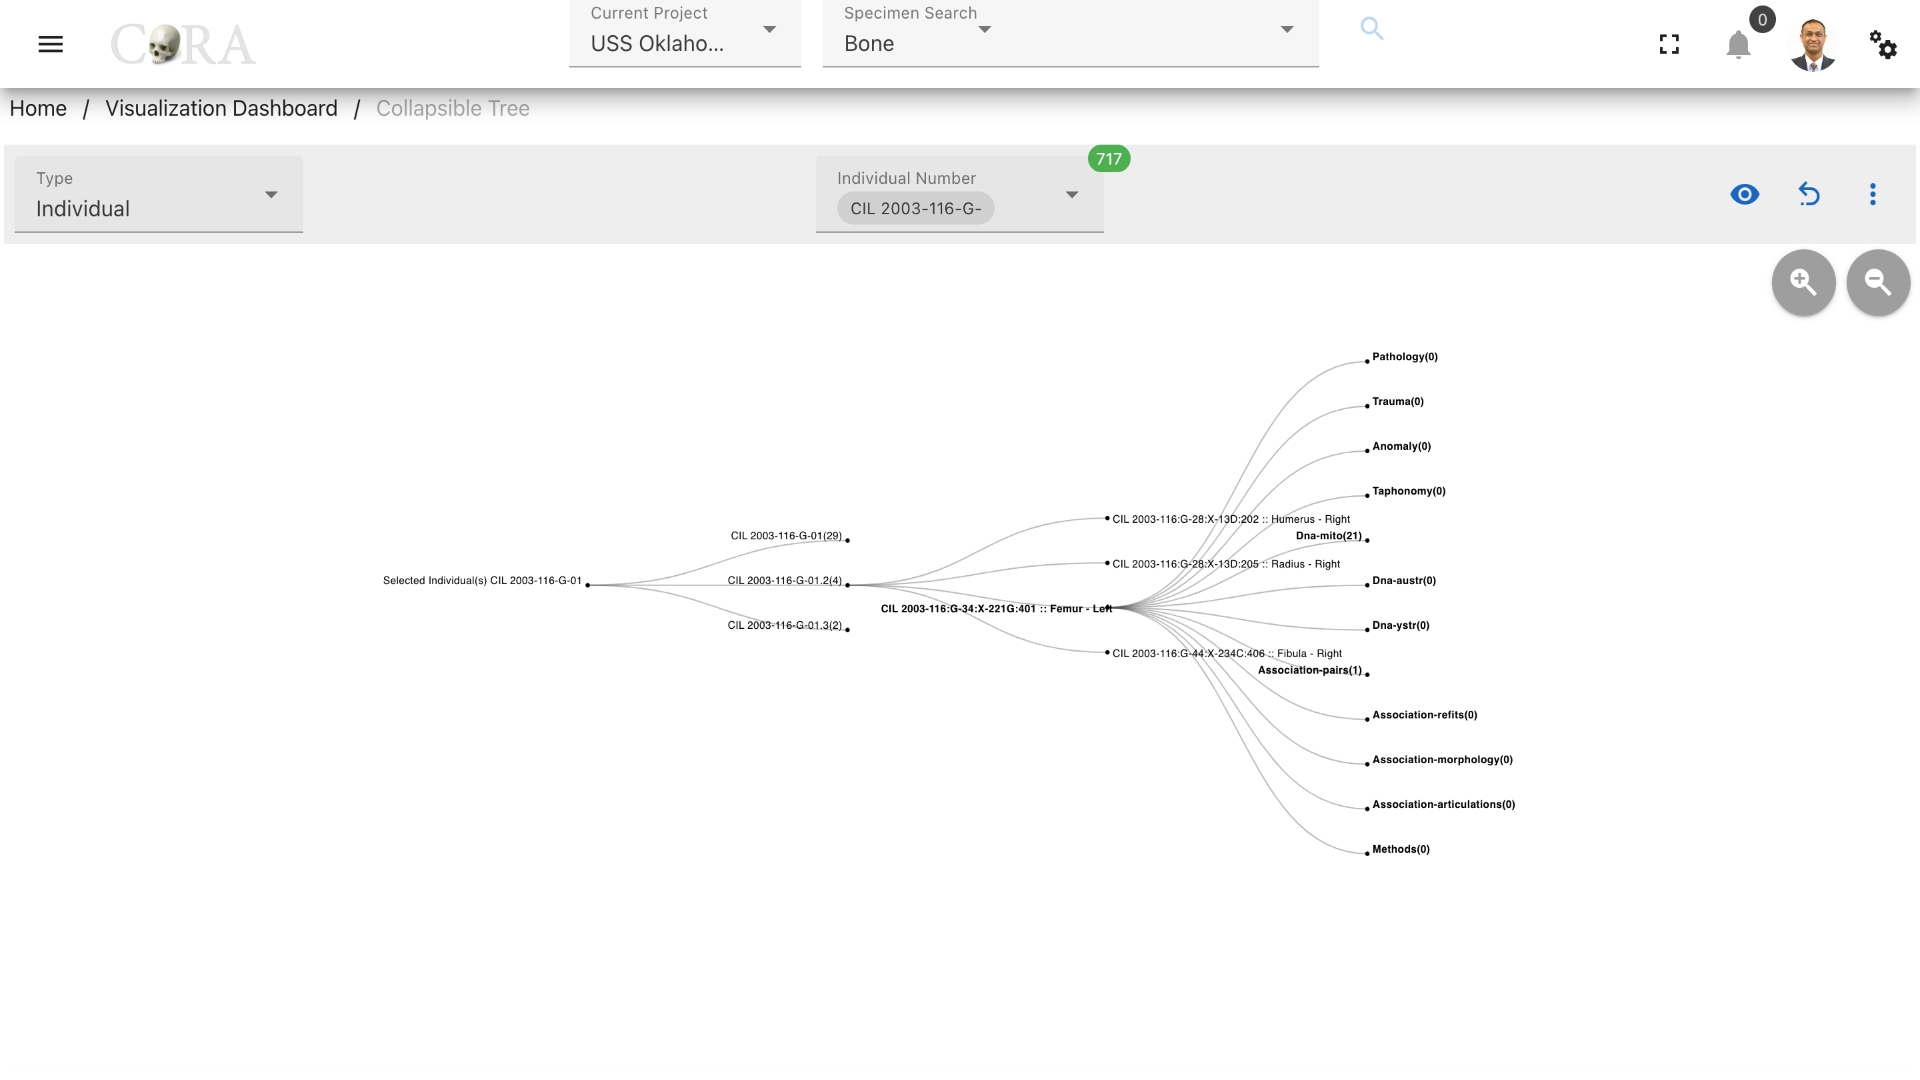 CORA
Current Project
USS Oklaho...
Specimen Search
Bone
0
Home / Visualization Dashboard / Collapsible Tree
Type
Individual
Individual Number
CIL 2003-116-G-
717
Pathology(0)
Trauma(0)
Anomaly(0)
Taphonomy(0)
CIL 2003-116:G-28:X-13D:202 :: Humerus - Right
CIL 2003-116-G-01(29)
Dna-mito(21)
CIL 2003-116:G-28:X-13D:205 :: Radius - Right
Selected Individual(s) CIL 2003-116-G-01
CIL 2003-116-G-01.2(4)
Dna-austr(0)
CIL 2003-116:G-34:X-221G:401 :: Femur - Left
CIL 2003-116-G-01.3(2)
Dna-ystr(0)
CIL 2003-116:G-44:X-234C:406 :: Fibula - Right
Association-pairs(1)
Association-refits(0)
Association-morphology(0)
Association-articulations(0)
Methods(0)